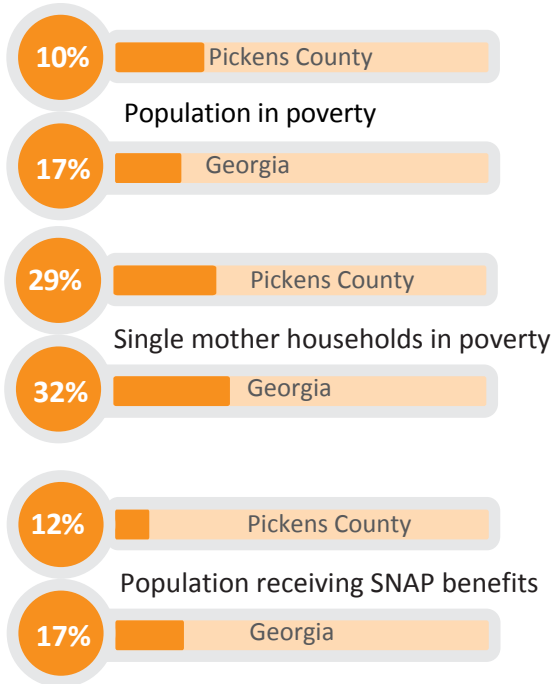 10%
Pickens County
Population in poverty
17%
Georgia
29%
Pickens County
Single mother households in poverty
32%
Georgia
12%
Pickens County
Population receiving SNAP benefits
17%
Georgia